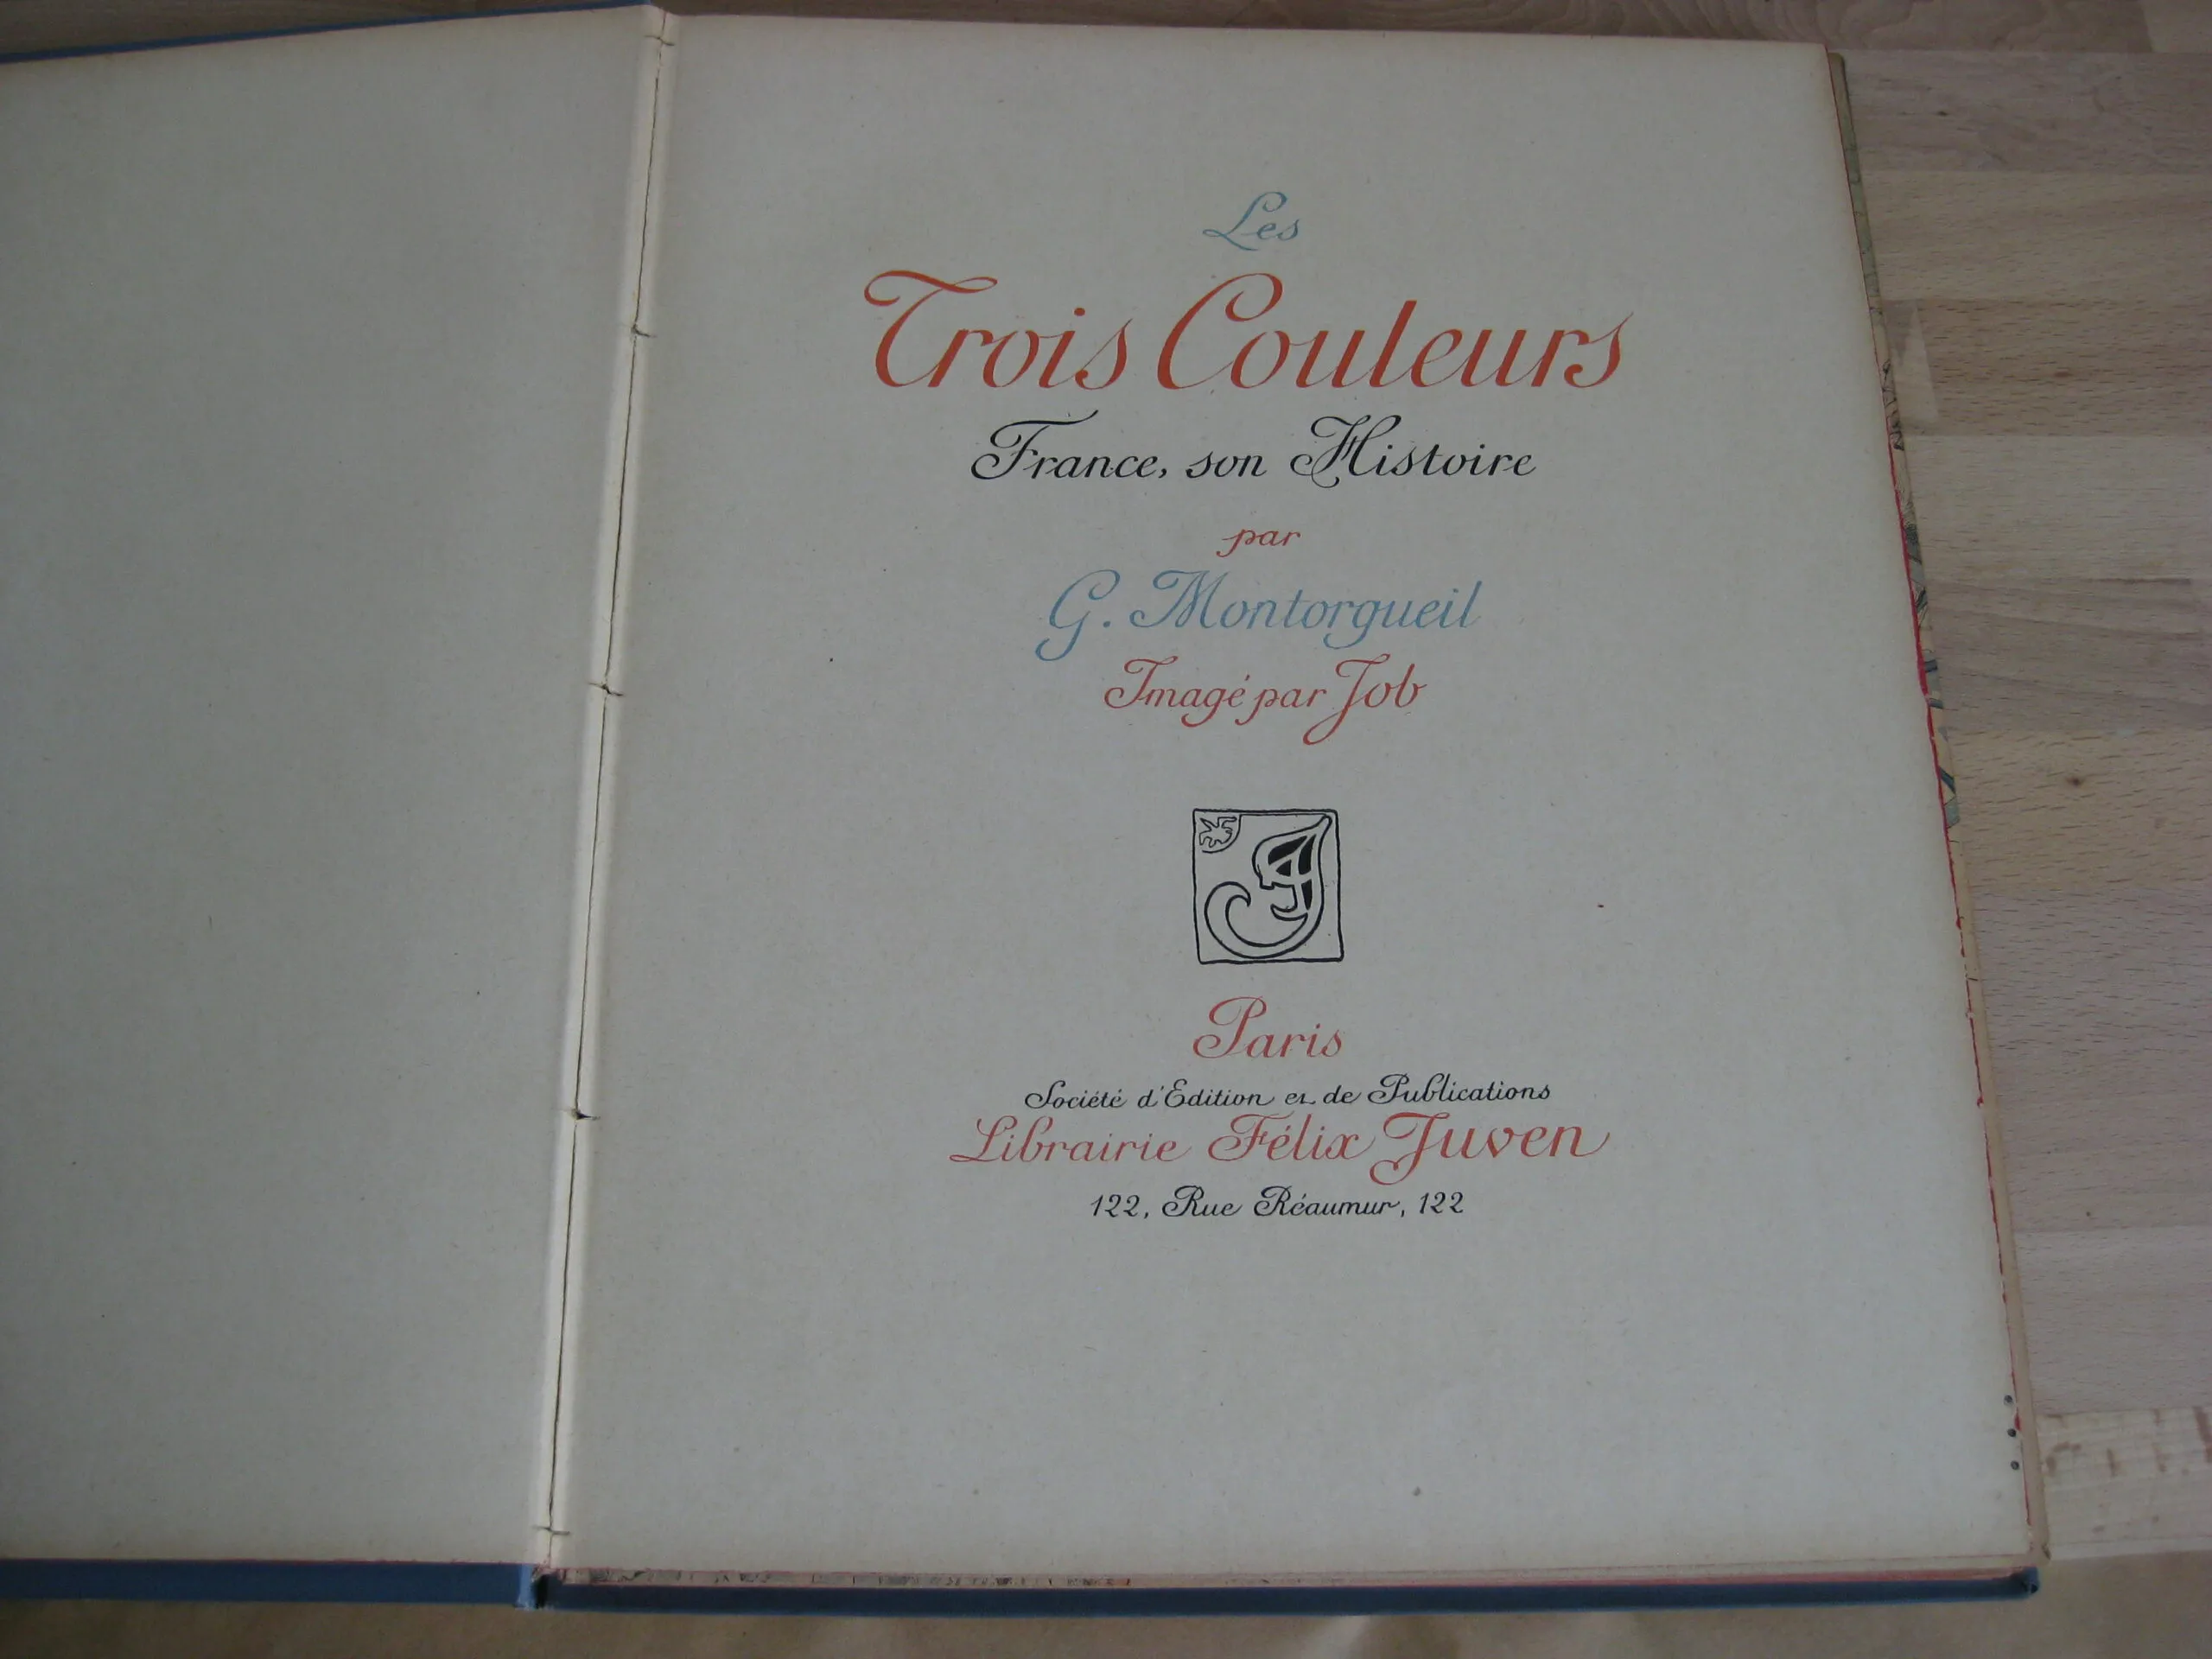 Les
Trois Couleurs
France, son Histoire
par
G. Montorgueil
Imagé par Job
Paris
Société d'Edition et de Publications
Librairie Félix Juven
122, Rue Réaumur, 122